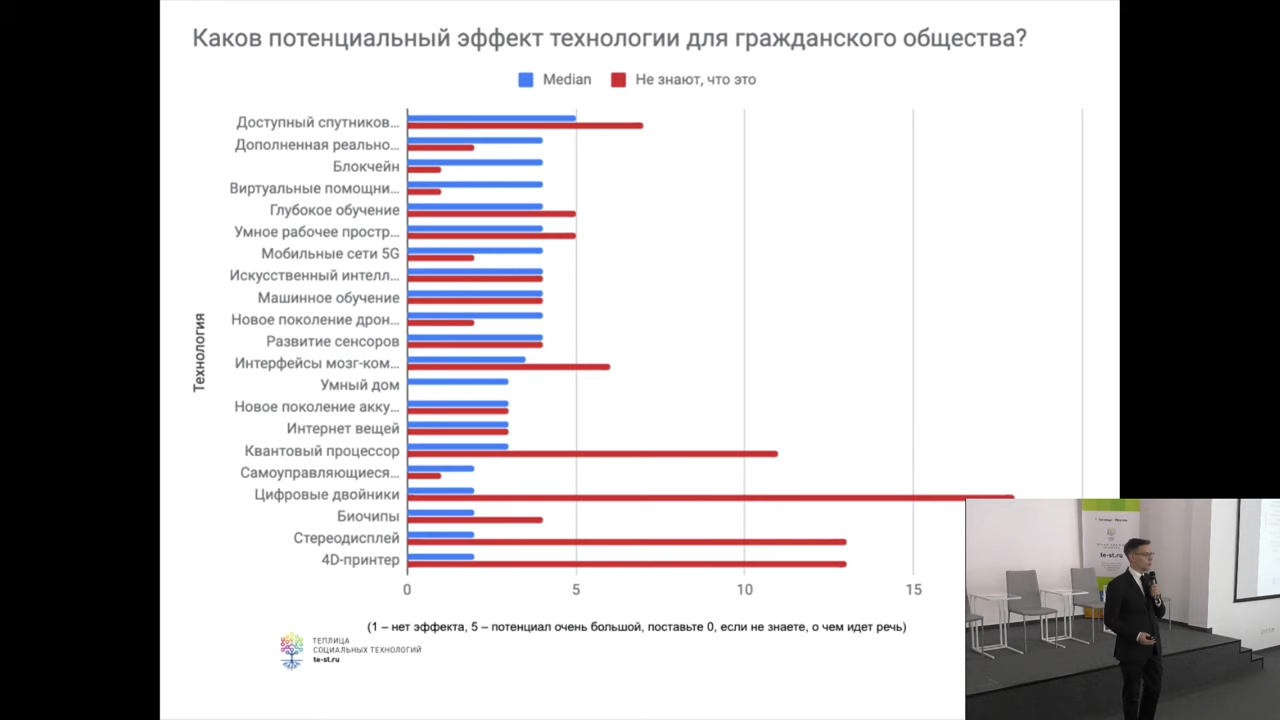 Каков потенциальный эффект технологии для гражданского общества?
Median
Не знают, что это
Технология
Доступный спутников...
Дополненная реально...
Блокчейн
Виртуальные помощни...
Глубокое обучение
Умное рабочее простр...
Мобильные сети 5G
Искусственный интелл...
Машинное обучение
Новое поколение дрон...
Развитие сенсоров
Интерфейсы мозг-ком...
Умный дом
Новое поколение акку...
Интернет вещей
Квантовый процессор
Самоуправляющиеся...
Цифровые двойники
Биочипы
Стереодисплей
4D-принтер
0
5
10
15
(1 – нет эффекта, 5 – потенциал очень большой, поставьте 0, если не знаете, о чем идет речь)
ТЕПЛИЦА
СОЦИАЛЬНЫХ ТЕХНОЛОГИЙ
te-st.ru
te-st.ru